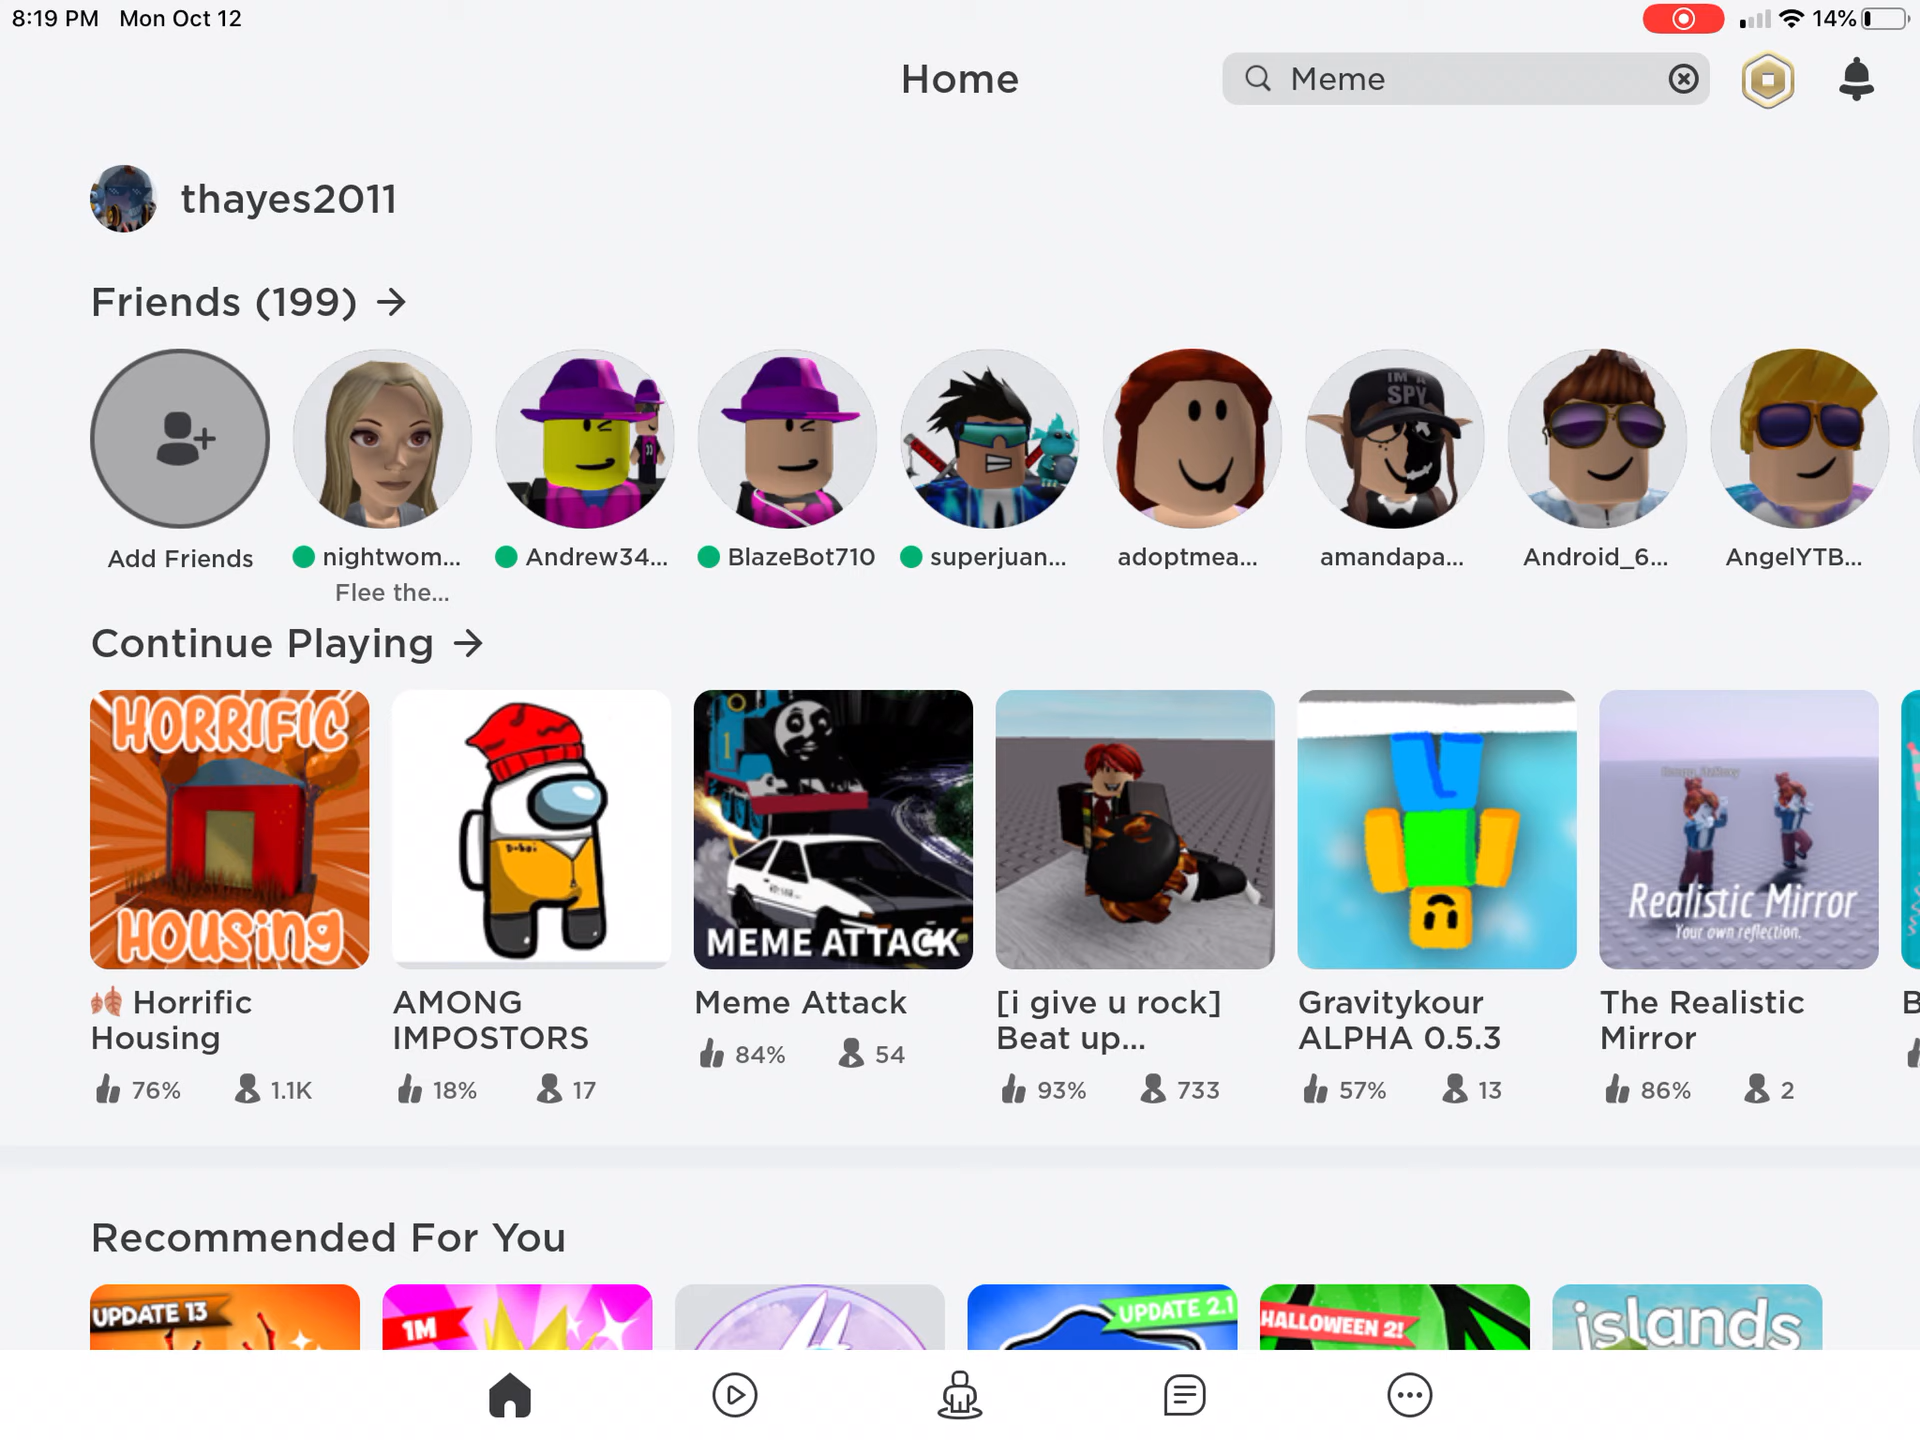 8:19 PM Mon Oct 12
14%
Home
Meme
thayes2011
Friends (199) →
IM A
SPY
Add Friends
nightwom...
Andrew34...
BlazeBot710
superjuan...
adoptmea...
amandapa...
Android_6...
AngelYTB...
Flee the...
Continue Playing →
HORRIFIC
HOUSING
1
MEME ATTACK
Realistic Mirror
Your own reflection.
Horrific
Housing
76% 1.1K
AMONG
IMPOSTORS
18% 17
Meme Attack
84% 54
[i give u rock]
Beat up...
93% 733
Gravitykour
ALPHA 0.5.3
57% 13
The Realistic
Mirror
86% 2
B
Recommended For You
UPDATE 13
1M
UPDATE 2.1
HALLOWEEN 2!
islands